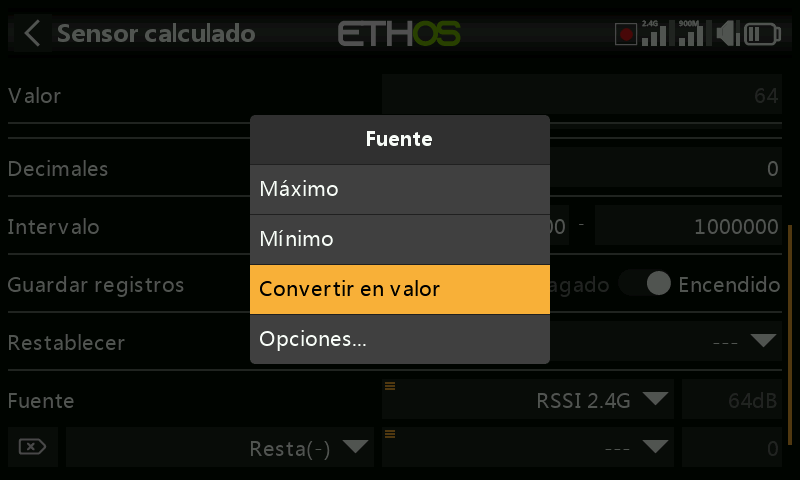 Sensor calculado
ETHOS
2.4G
900M
Valor
64
Fuente
Decimales
0
Máximo
Intervalo
Mínimo
00 - 1000000
Guardar registros
Convertir en valor
agado
Encendido
Restablecer
Opciones...
---
Fuente
RSSI 2.4G
64dB
Resta(-)
---
0